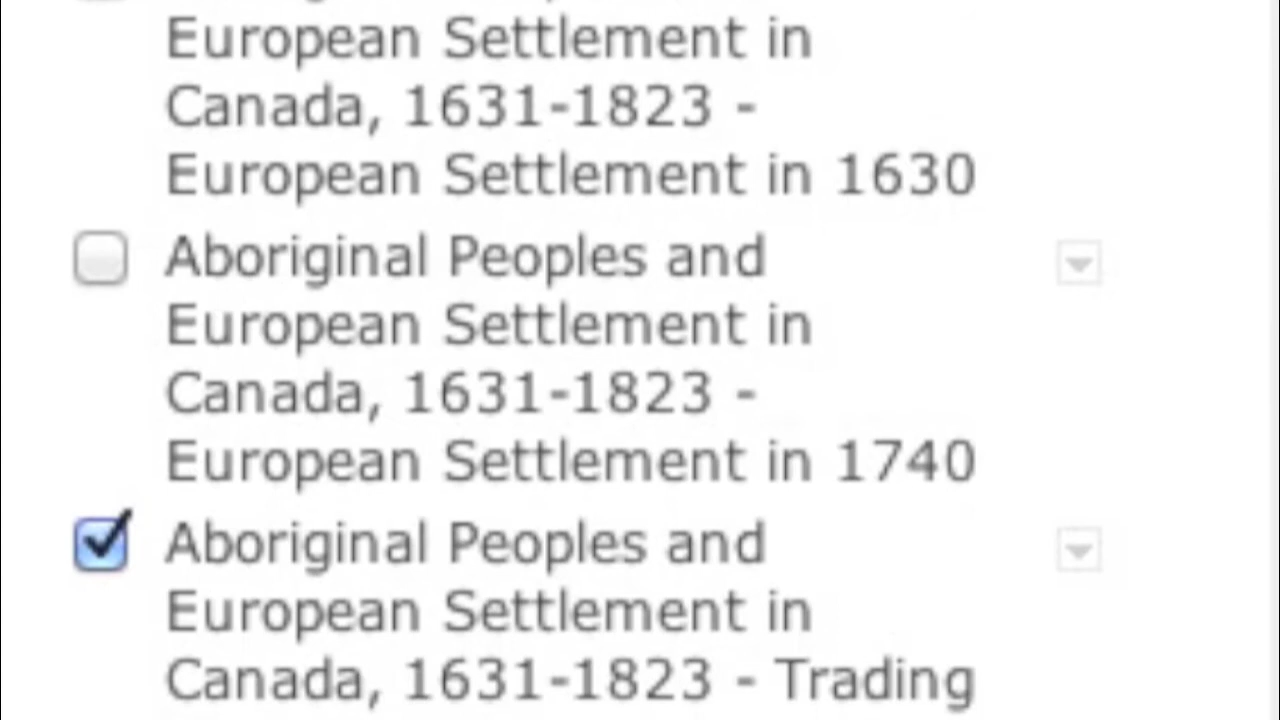 European Settlement in
Canada, 1631-1823 -
European Settlement in 1630
Aboriginal Peoples and
European Settlement in
Canada, 1631-1823 -
European Settlement in 1740
Aboriginal Peoples and
European Settlement in
Canada, 1631-1823 - Trading